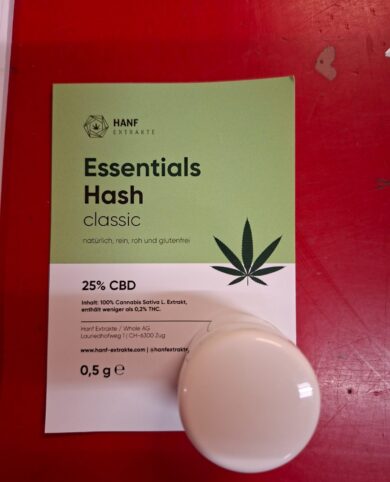 HANF
EXTRAKTE
Essentials
Hash
classic
natürlich, rein, roh und glutenfrei
25% CBD
Inhalt: 100% Cannabis Sativa L. Extrakt,
enthält weniger als 0,2% THC.
Hanf Extrakte / Whole AG
Lauriedhofweg 1 | CH-6300 Zug
www.hanf-extrakte.com | @hanfextrakte
0,5 g ℮